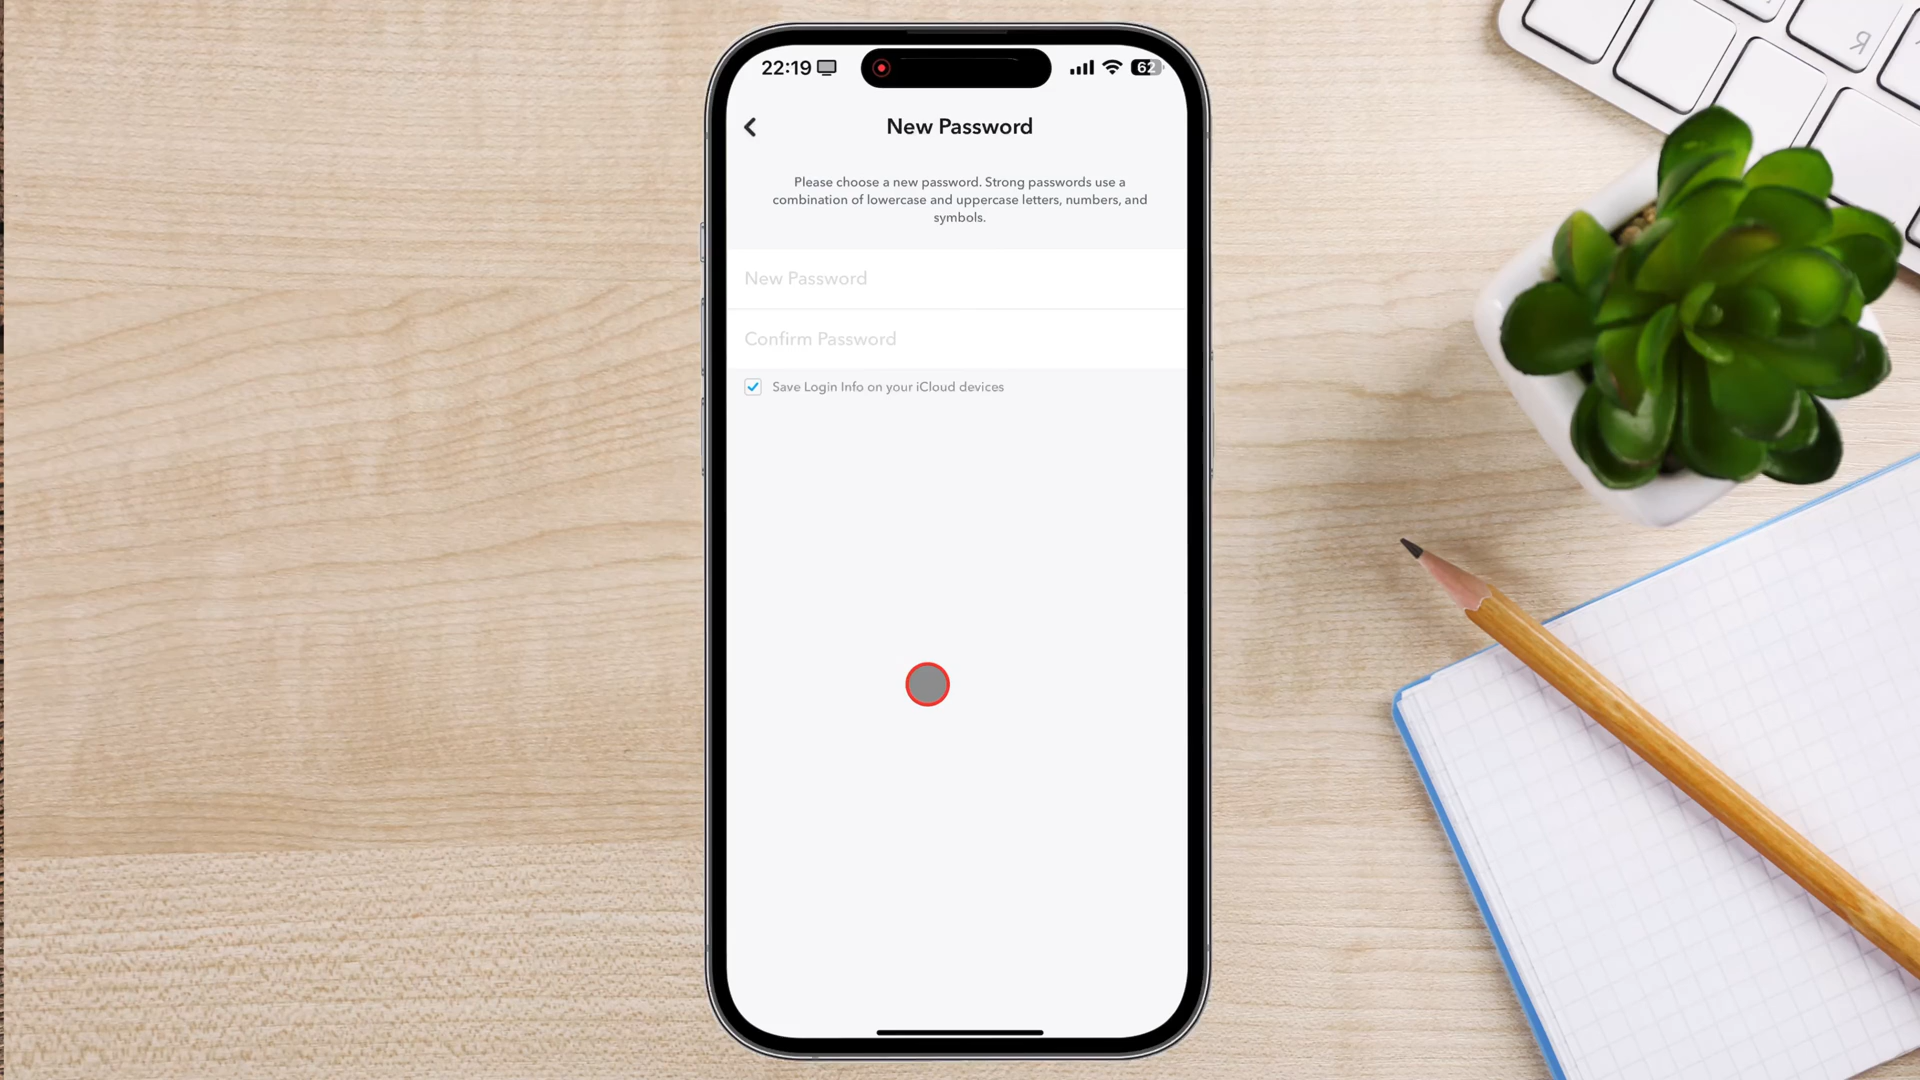 22:19
62
New Password
Please choose a new password. Strong passwords use a
combination of lowercase and uppercase letters, numbers, and
symbols.
New Password
Confirm Password
Save Login Info on your iCloud devices
R